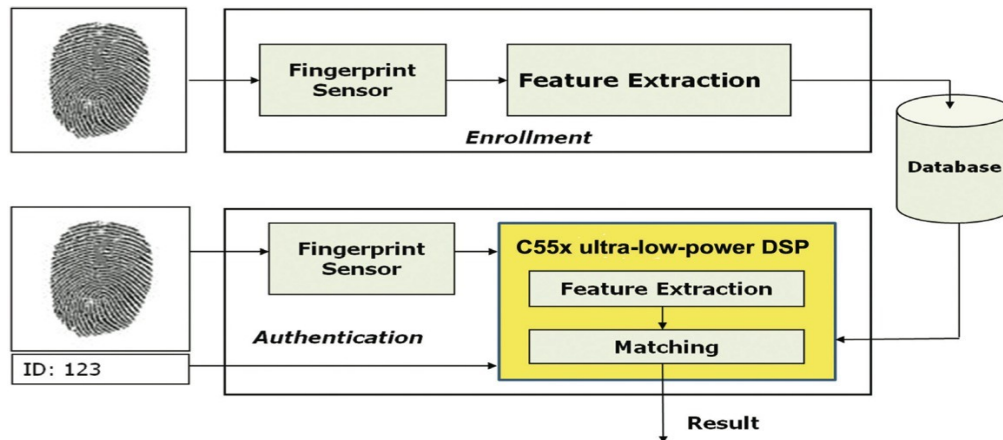 Fingerprint
Sensor
Feature Extraction
Enrollment
Database
Fingerprint
Sensor
C55x ultra-low-power DSP
Feature Extraction
Matching
Authentication
ID: 123
Result